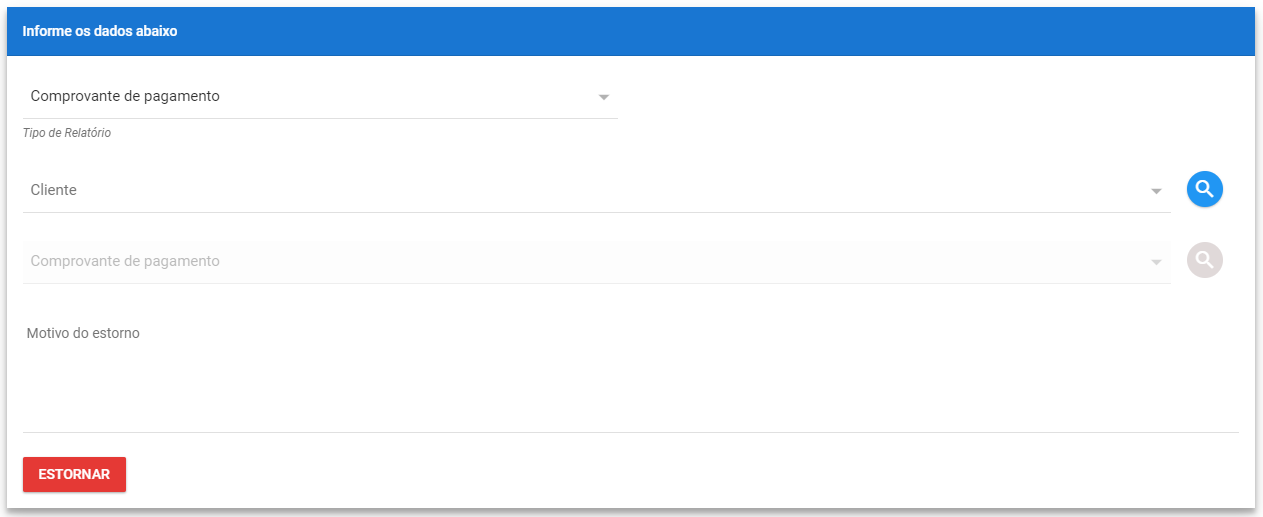 Informe os dados abaixo
Comprovante de pagamento
Tipo de Relatório
Cliente
Comprovante de pagamento
Motivo do estorno
ESTORNAR